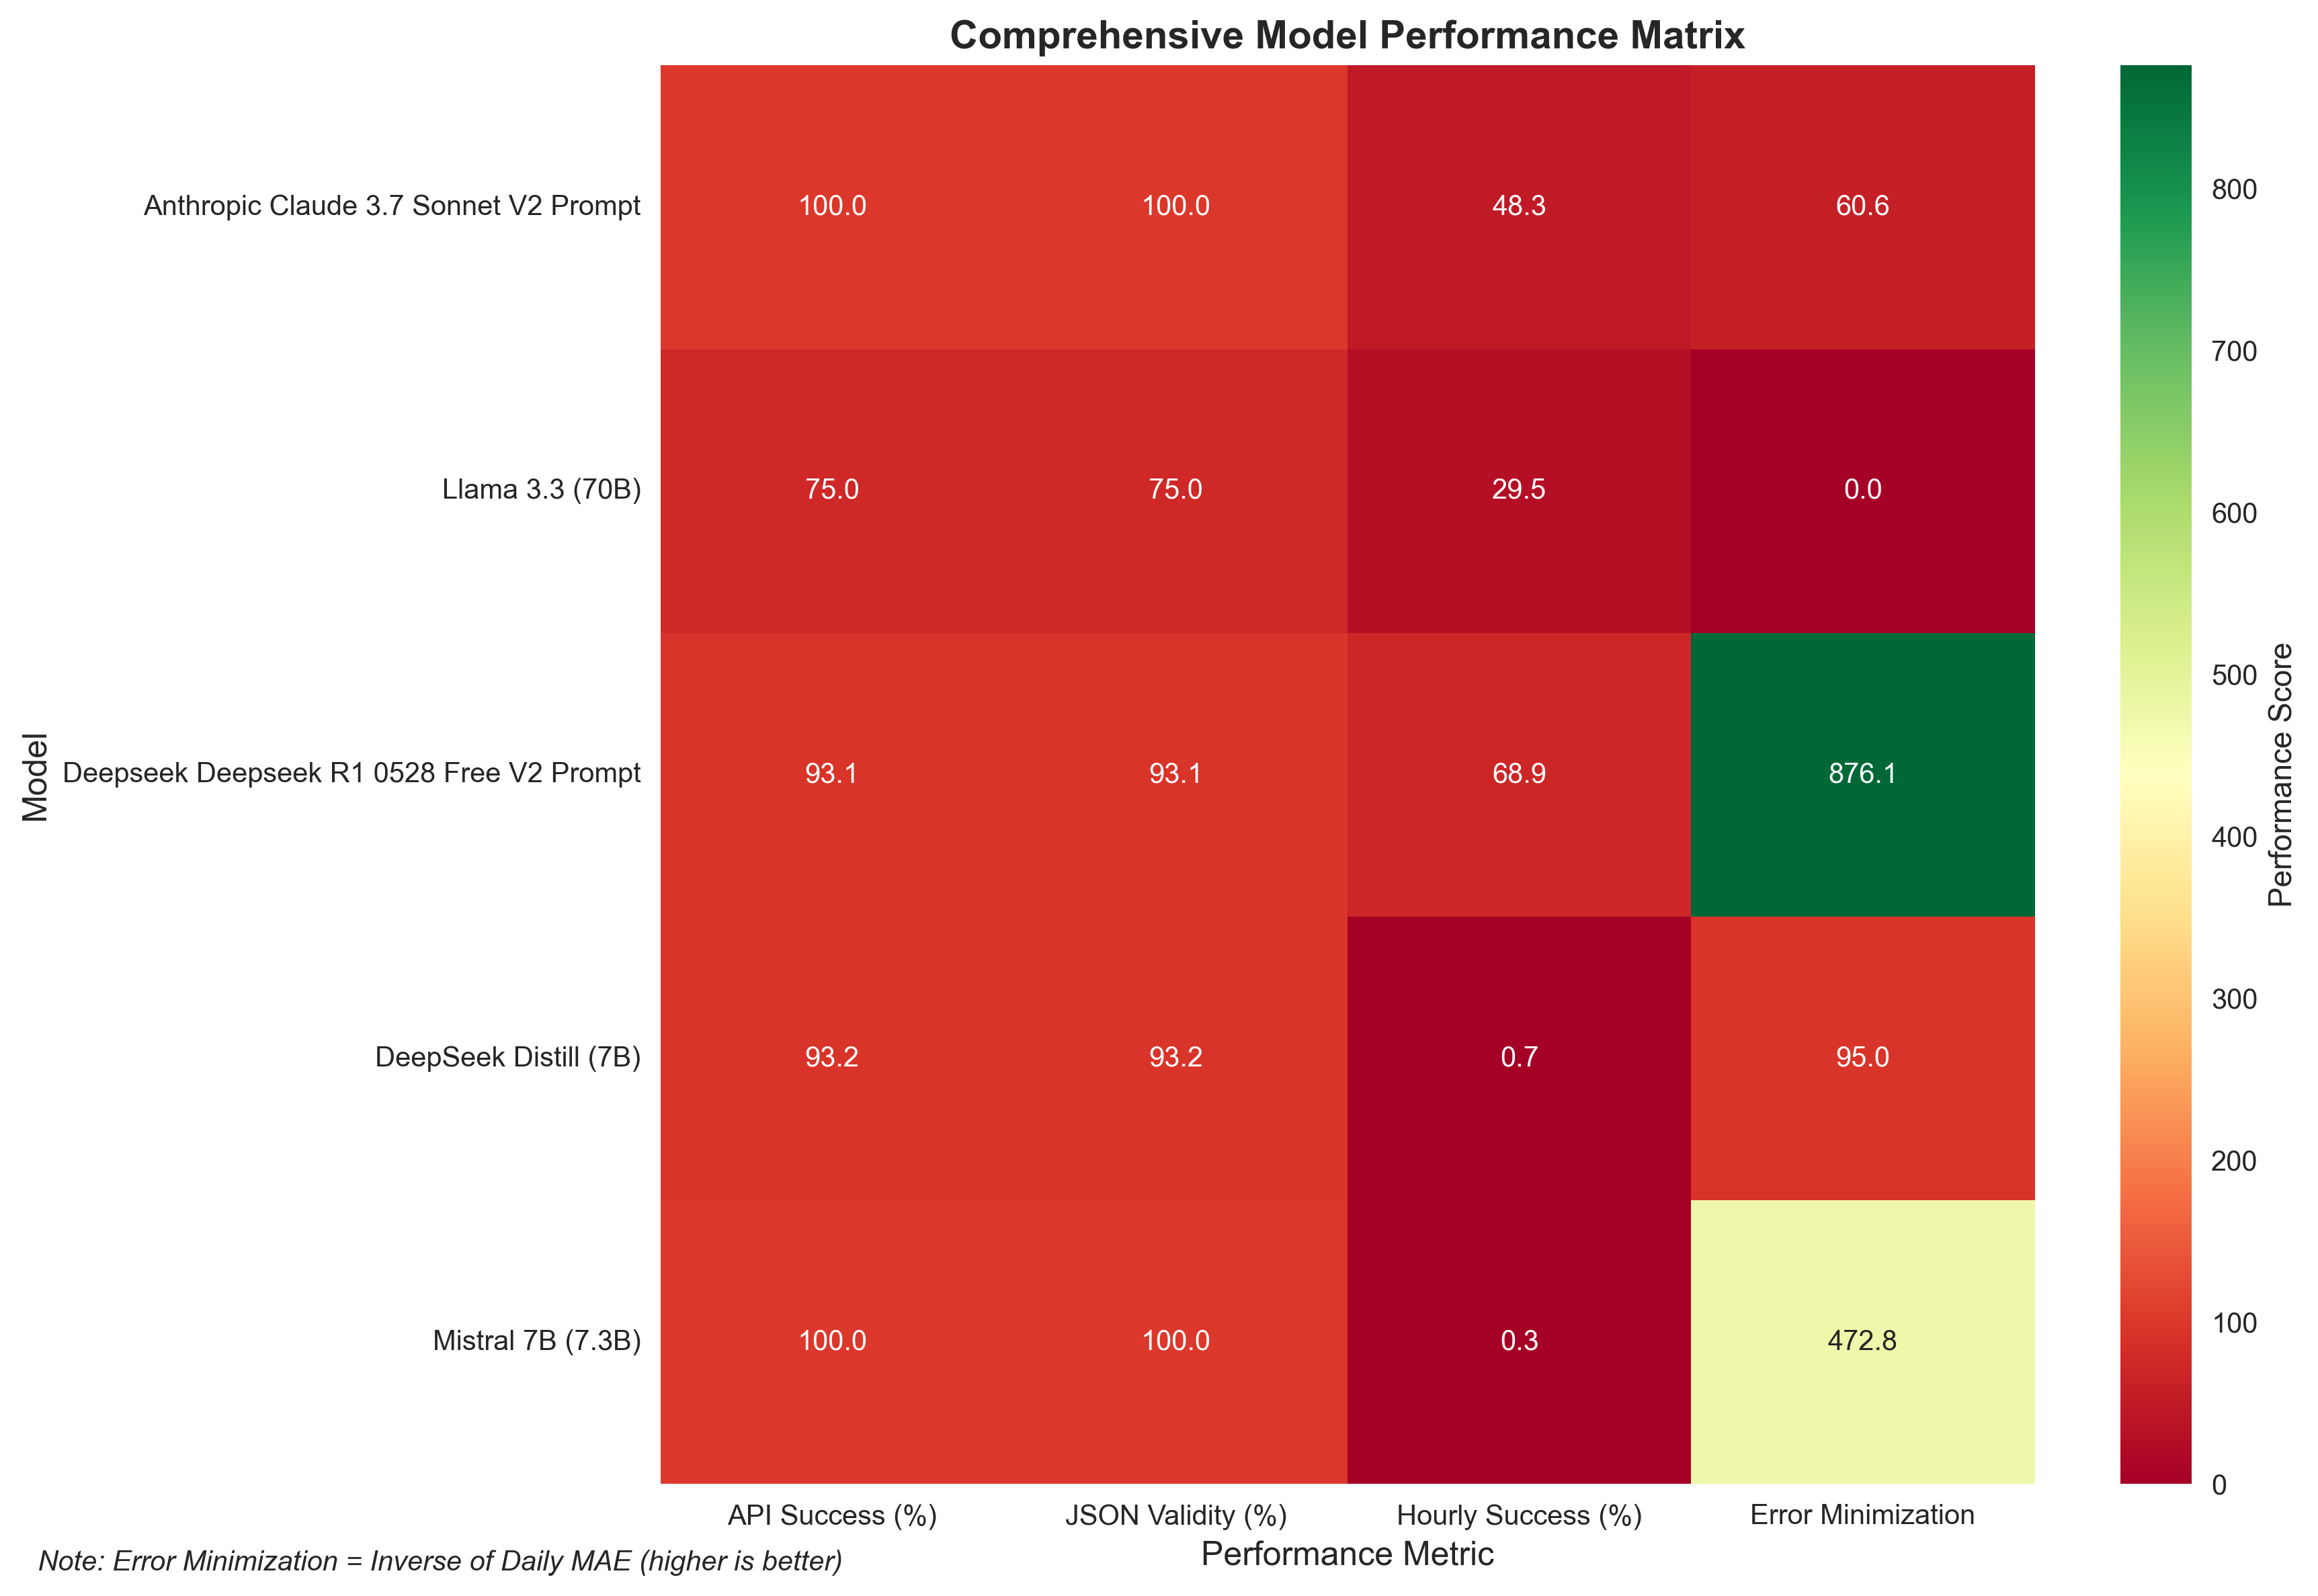 Comprehensive Model Performance Matrix
Anthropic Claude 3.7 Sonnet V2 Prompt 100.0 100.0 48.3 60.6
Llama 3.3 (70B) 75.0 75.0 29.5 0.0
Deepseek Deepseek R1 0528 Free V2 Prompt 93.1 93.1 68.9 876.1
DeepSeek Distill (7B) 93.2 93.2 0.7 95.0
Mistral 7B (7.3B) 100.0 100.0 0.3 472.8
Model
API Success (%) JSON Validity (%) Hourly Success (%) Error Minimization
Performance Metric
Note: Error Minimization = Inverse of Daily MAE (higher is better)
800
700
600
500
400
300
200
100
0
Performance Score